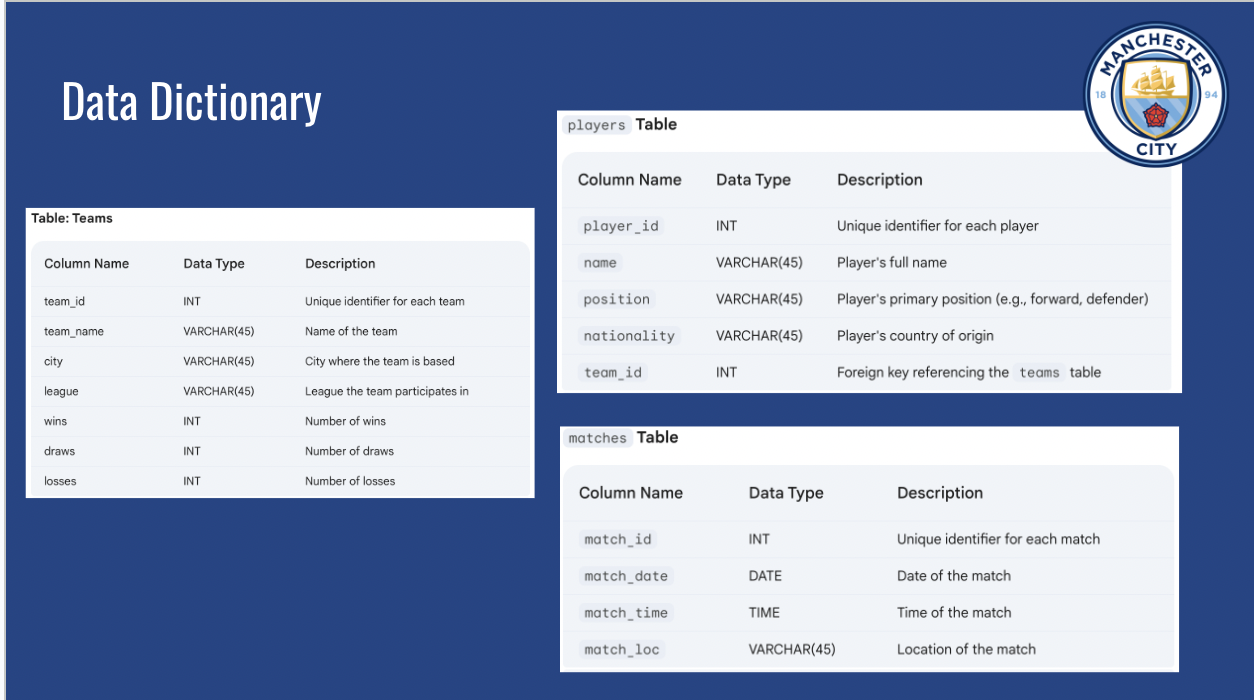 Data Dictionary
MANCHESTER
18 94
CITY
Table: Teams
Column Name Data Type Description
team_id INT Unique identifier for each team
team_name VARCHAR(45) Name of the team
city VARCHAR(45) City where the team is based
league VARCHAR(45) League the team participates in
wins INT Number of wins
draws INT Number of draws
losses INT Number of losses
players Table
Column Name Data Type Description
player_id INT Unique identifier for each player
name VARCHAR(45) Player's full name
position VARCHAR(45) Player's primary position (e.g., forward, defender)
nationality VARCHAR(45) Player's country of origin
team_id INT Foreign key referencing the teams table
matches Table
Column Name Data Type Description
match_id INT Unique identifier for each match
match_date DATE Date of the match
match_time TIME Time of the match
match_loc VARCHAR(45) Location of the match